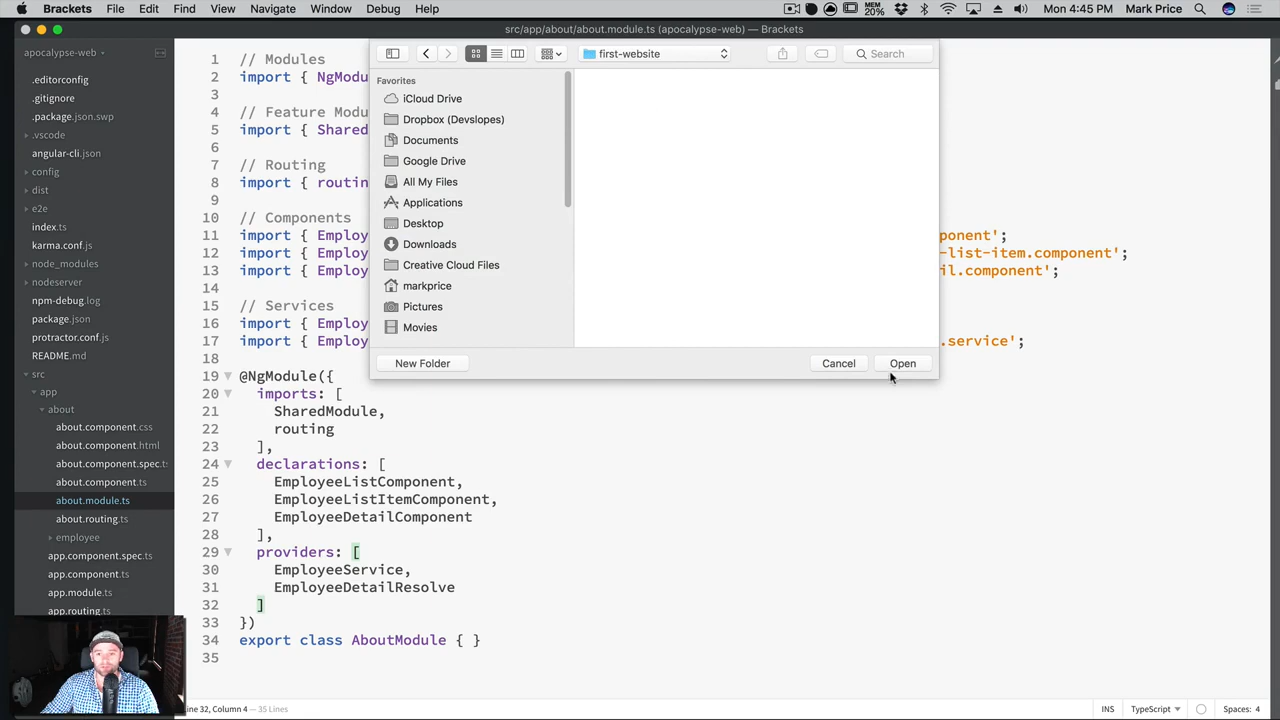 Brackets File Edit Find View Navigate Window Debug Help MEM 20% Mon 4:45 PM Mark Price
src/app/about/about.module.ts (apocalypse-web) — Brackets
apocalypse-web
.editorconfig
.gitignore
.package.json.swp
.vscode
angular-cli.json
config
dist
e2e
index.ts
karma.conf.js
node_modules
nodeserver
npm-debug.log
package.json
protractor.conf.js
README.md
src
app
about
about.component.css
about.component.html
about.component.spec.ts
about.component.ts
about.module.ts
about.routing.ts
employee
app.component.spec.ts
app.component.ts
app.module.ts
app.routing.ts
first-website
Search
Favorites
iCloud Drive
Dropbox (Devslopes)
Documents
Google Drive
All My Files
Applications
Desktop
Downloads
Creative Cloud Files
markprice
Pictures
Movies
New Folder Cancel Open
1 // Modules
2 import { NgModu
3
4 // Feature Modu
5 import { Shared
6
7 // Routing
8 import { routin
9
10 // Components
11 import { Employ ponent';
12 import { Employ -list-item.component';
13 import { Employ il.component';
14
15 // Services
16 import { Employ
17 import { Employ .service';
18
19 @NgModule({
20 imports: [
21 SharedModule,
22 routing
23 ],
24 declarations: [
25 EmployeeListComponent,
26 EmployeeListItemComponent,
27 EmployeeDetailComponent
28 ],
29 providers: [
30 EmployeeService,
31 EmployeeDetailResolve
32 ]
33 })
34 export class AboutModule { }
35
ine 32, Column 4 — 35 Lines
INS TypeScript Spaces: 4